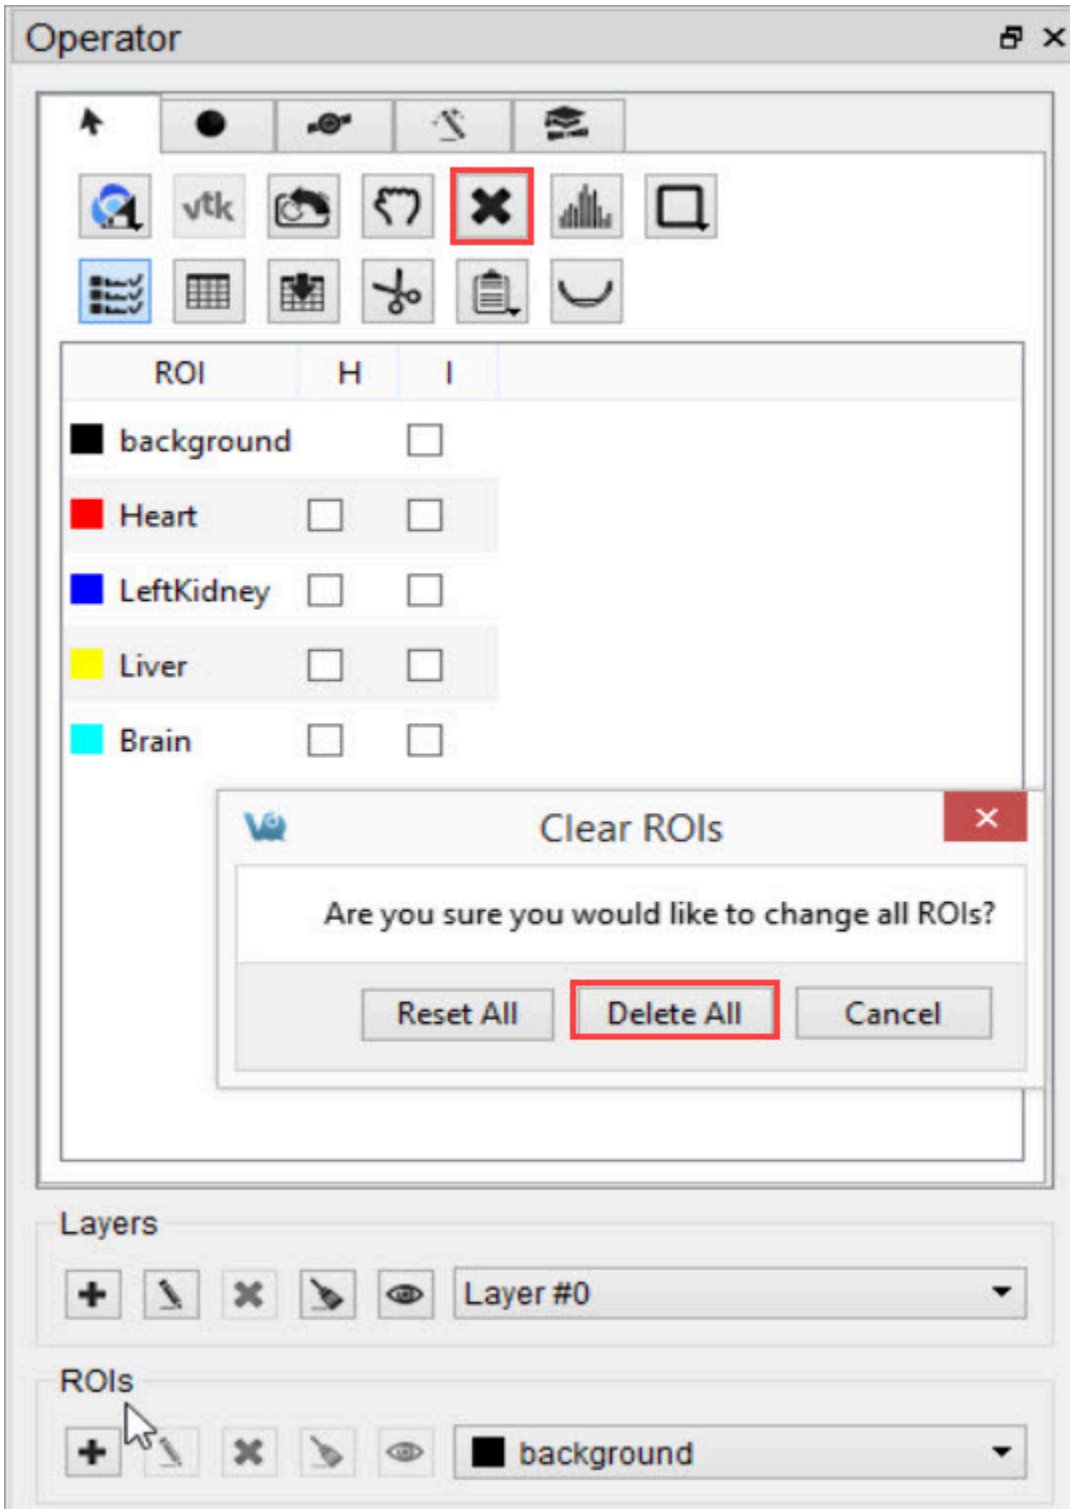 Operator
vtk
ROI H I
background
Heart
LeftKidney
Liver
Brain
Clear ROIs
Are you sure you would like to change all ROIs?
Reset All Delete All Cancel
Layers
Layer #0
ROIs
background